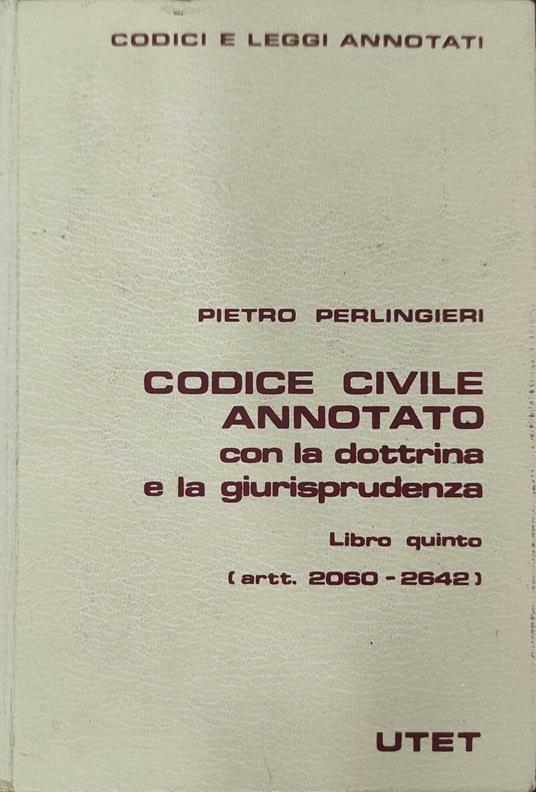 CODICI E LEGGI ANNOTATI
PIETRO PERLINGIERI
CODICE CIVILE
ANNOTATO
con la dottrina
e la giurisprudenza
Libro quinto
(artt. 2060-2642)
UTET